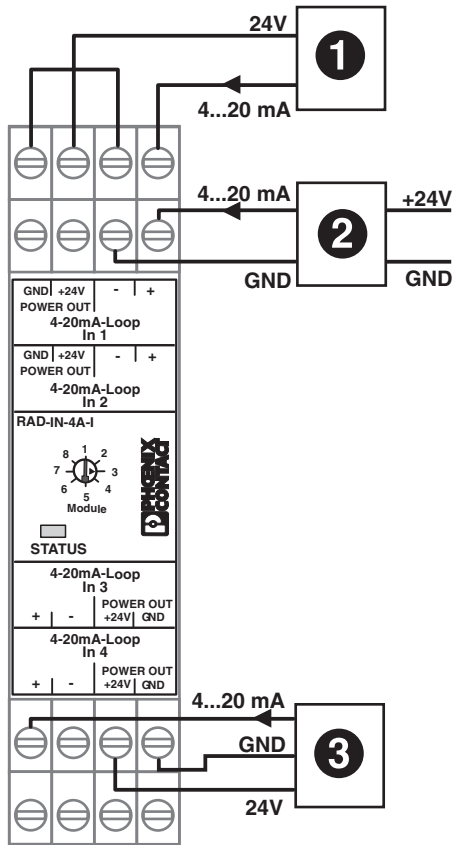 24V
1
4...20 mA
4...20 mA
+24V
2
GND
GND
GND +24V - +
POWER OUT
4-20mA-Loop
In 1
GND +24V - +
POWER OUT
4-20mA-Loop
In 2
RAD-IN-4A-I
1
8 2
7 3
6 4
5
Module
PHOENIX
CONTACT
STATUS
4-20mA-Loop
In 3
POWER OUT
+ - +24V GND
4-20mA-Loop
In 4
POWER OUT
+ - +24V GND
4...20 mA
GND
3
24V